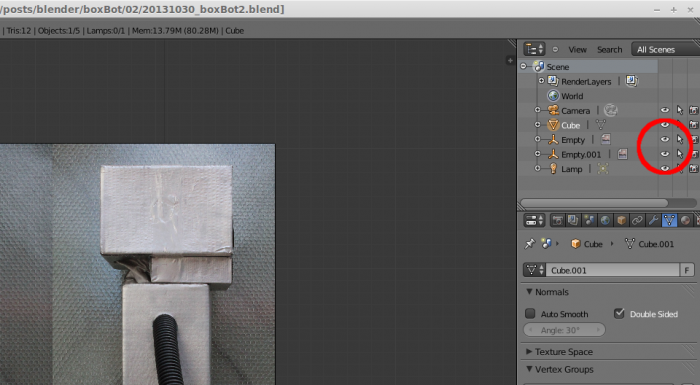 /posts/blender/boxBot/02/20131030_boxBot2.blend]
| Tris:12 | Objects:1/5 | Lamps:0/1 | Mem:13.79M (80.28M) | Cube
View Search All Scenes
Scene
RenderLayers |
World
Camera |
Cube |
Empty |
Empty.001 |
Lamp |
Cube Cube.001
Cube.001 F
Normals
Auto Smooth Double Sided
Angle: 30°
Texture Space
Vertex Groups